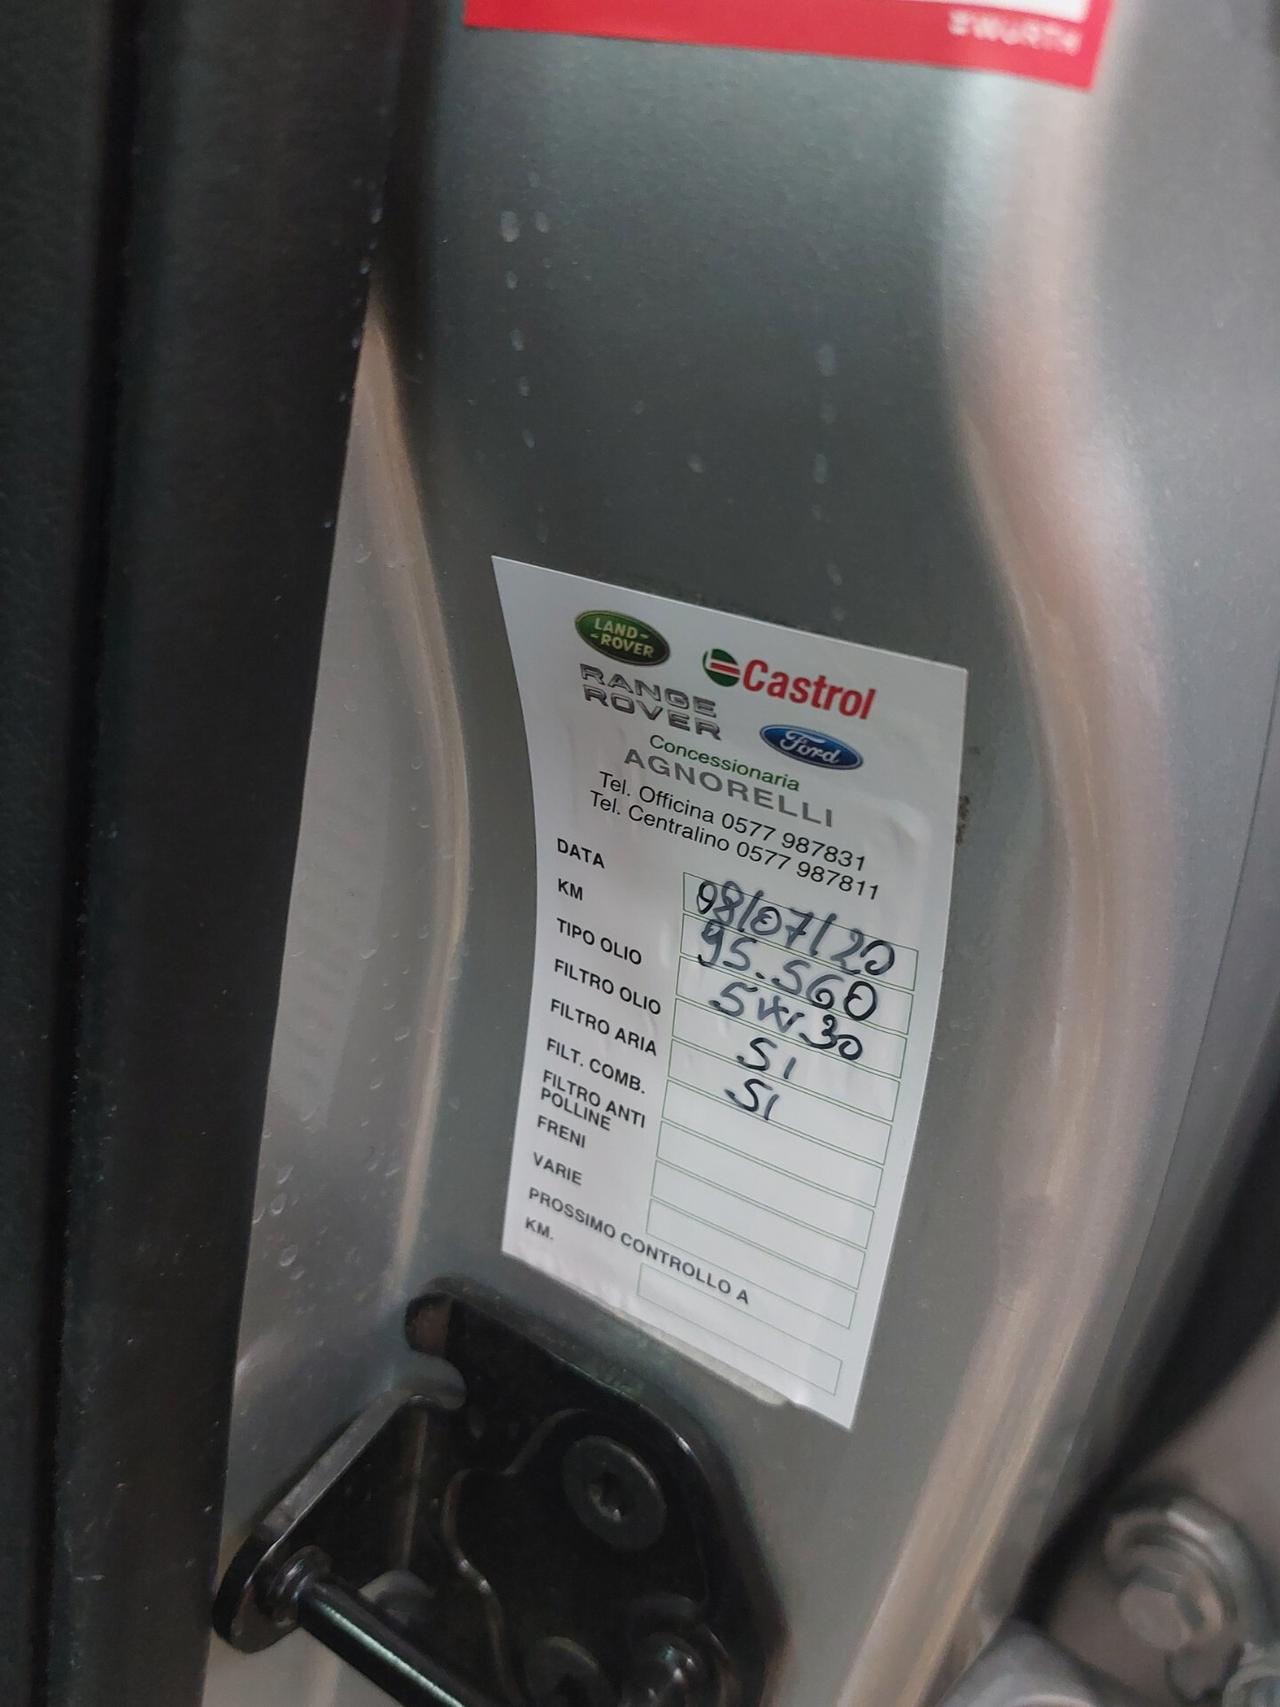 WURTH
LAND-
-ROVER
Castrol
RANGE
ROVER
Ford
Concessionaria
AGNORELLI
Tel. Officina 0577 987831
Tel. Centralino 0577 987811
DATA 08/07/20
KM 95.560
TIPO OLIO 5W30
FILTRO OLIO SI
FILTRO ARIA SI
FILT. COMB.
FILTRO ANTI
POLLINE
FRENI
VARIE
PROSSIMO CONTROLLO A
KM.